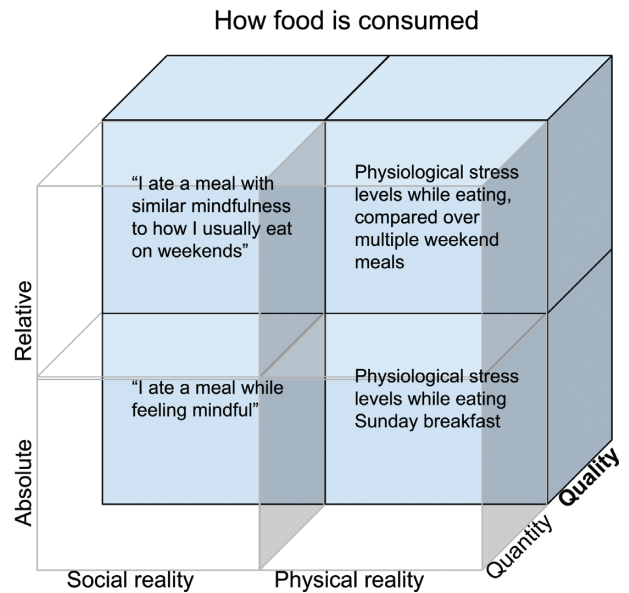 How food is consumed
“I ate a meal with
similar mindfulness
to how I usually eat
on weekends”
Physiological stress
levels while eating,
compared over
multiple weekend
meals
Relative
“I ate a meal while
feeling mindful”
Physiological stress
levels while eating
Sunday breakfast
Absolute
Social reality
Physical reality
Quantity
Quality